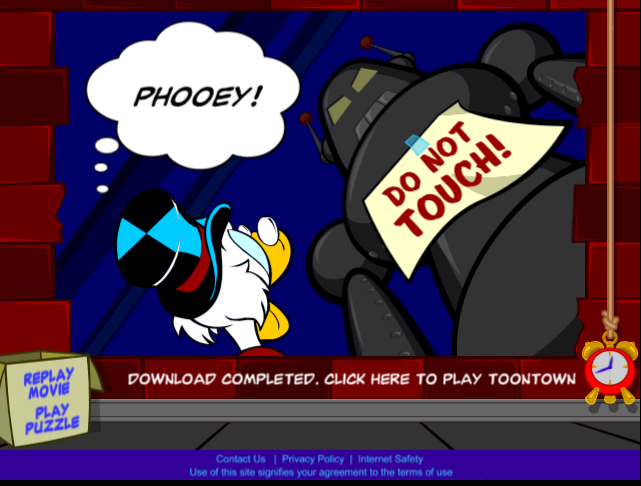 PHOOEY!
DO NOT
TOUCH!
REPLAY
MOVIE
PLAY
PUZZLE
DOWNLOAD COMPLETED. CLICK HERE TO PLAY TOONTOWN
Contact Us | Privacy Policy | Internet Safety
Use of this site signifies your agreement to the terms of use